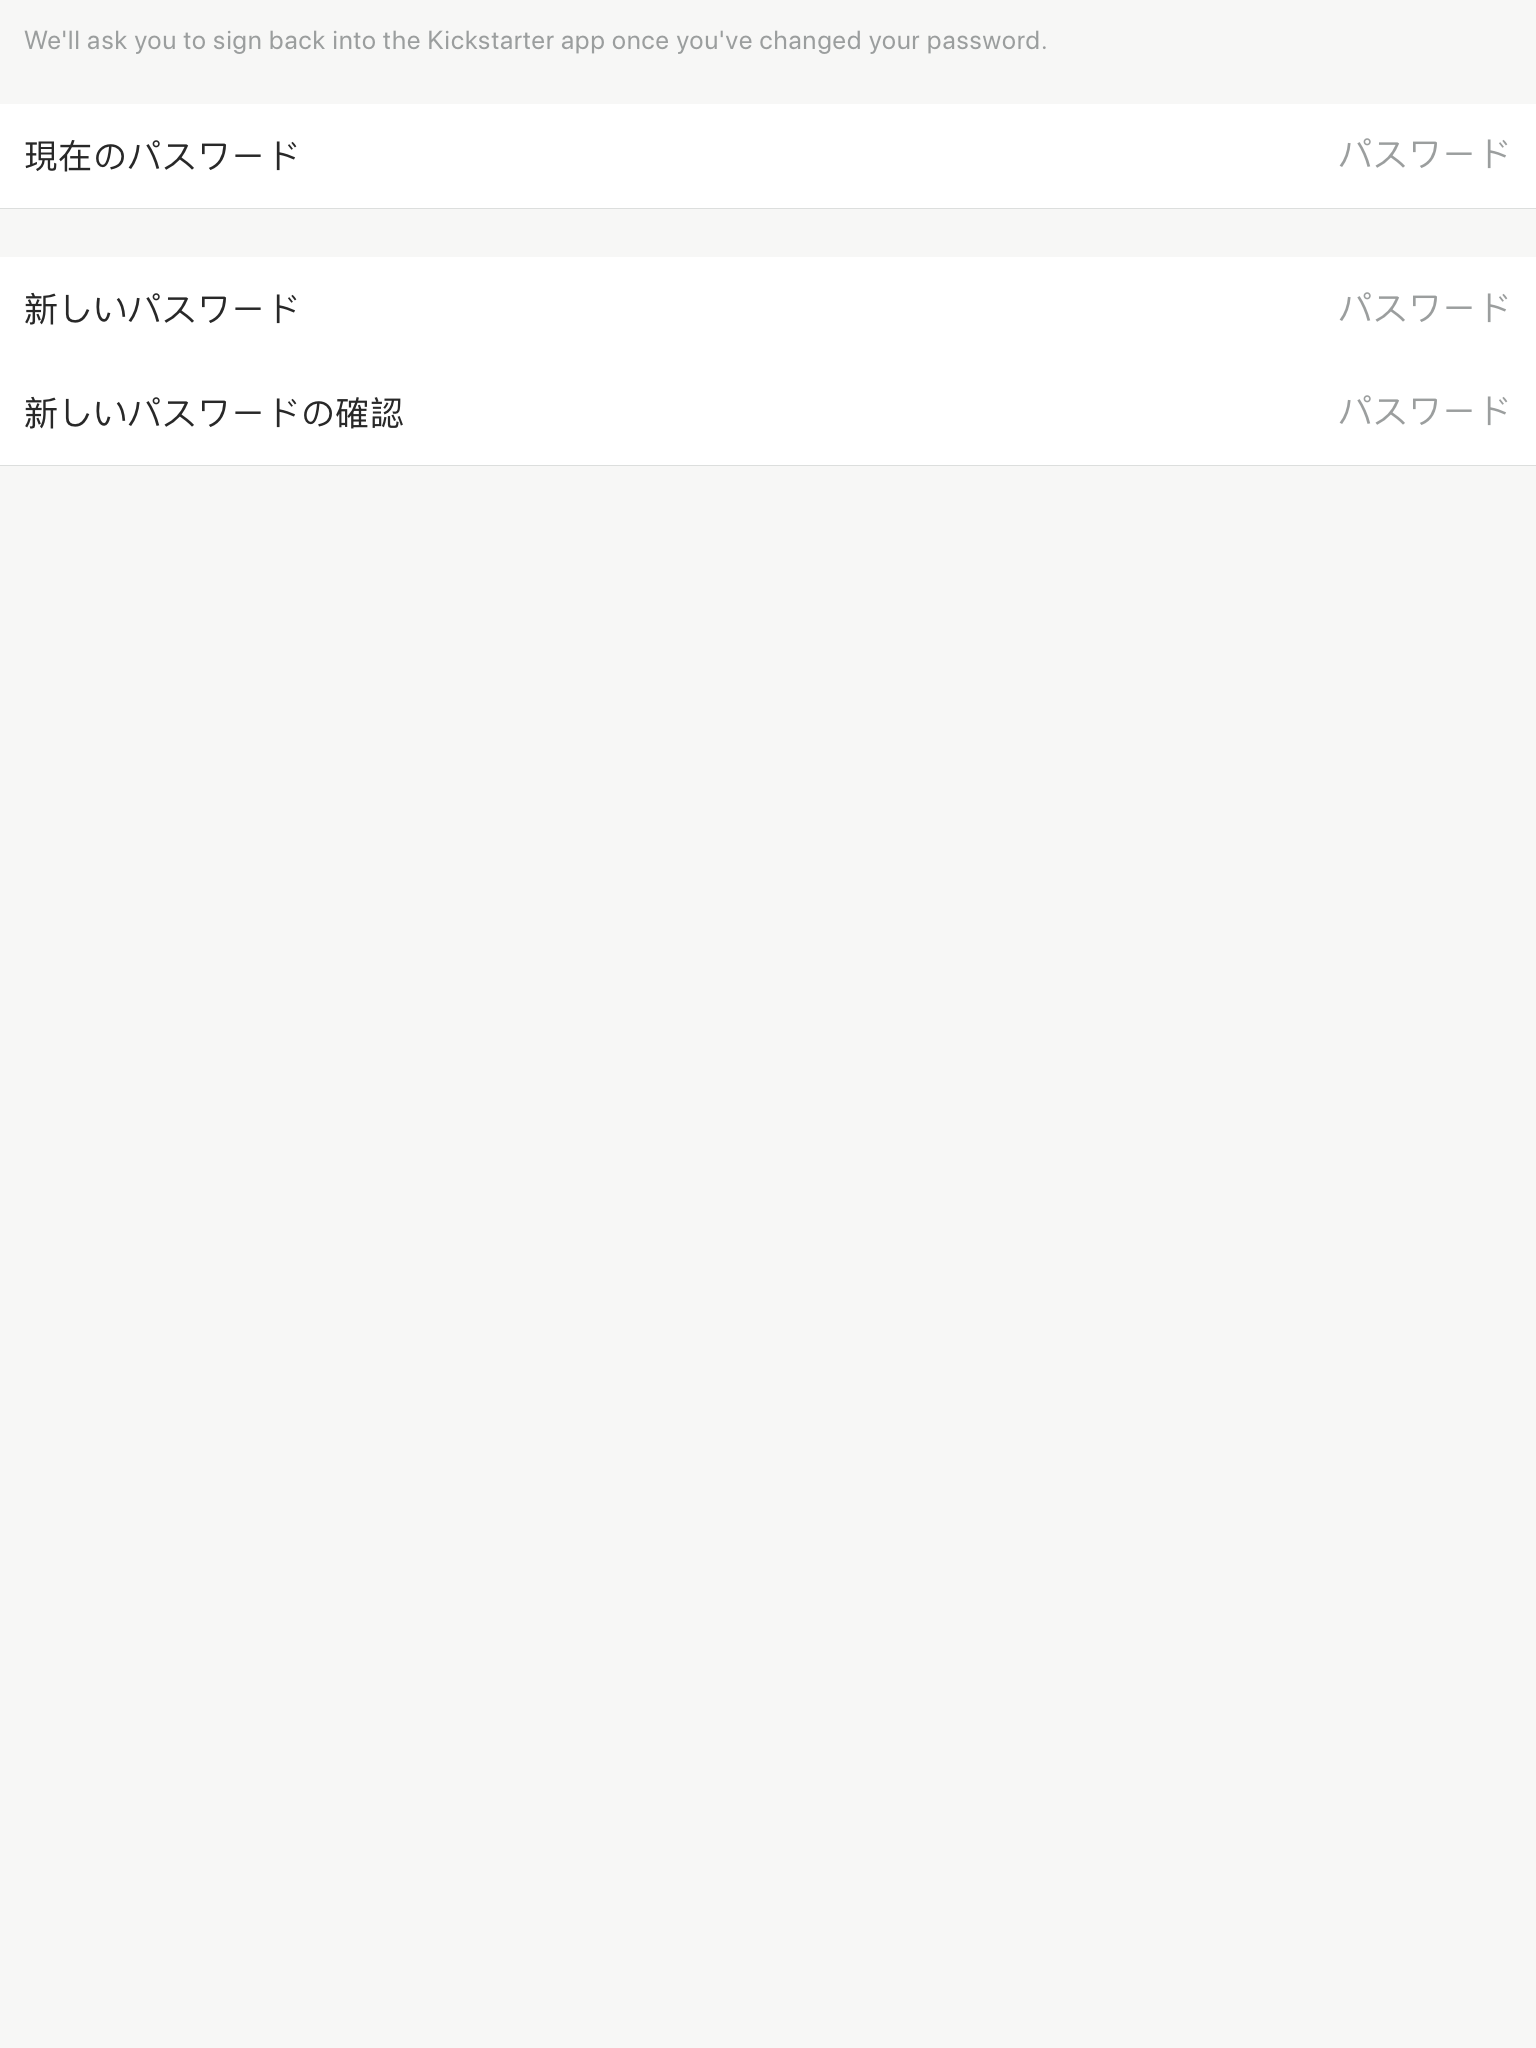 We'll ask you to sign back into the Kickstarter app once you've changed your password.
現在のパスワード パスワード
新しいパスワード パスワード
新しいパスワードの確認 パスワード